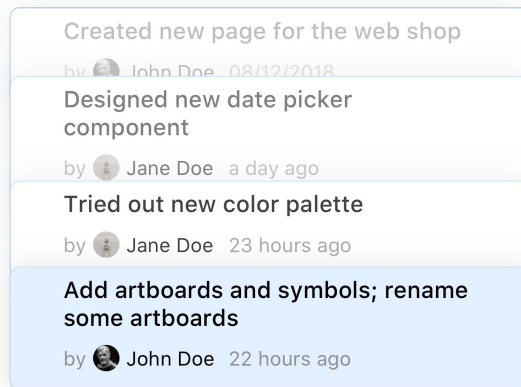 Created new page for the web shop
by John Doe 08/12/2018
Designed new date picker
component
by Jane Doe a day ago
Tried out new color palette
by Jane Doe 23 hours ago
Add artboards and symbols; rename
some artboards
by John Doe 22 hours ago